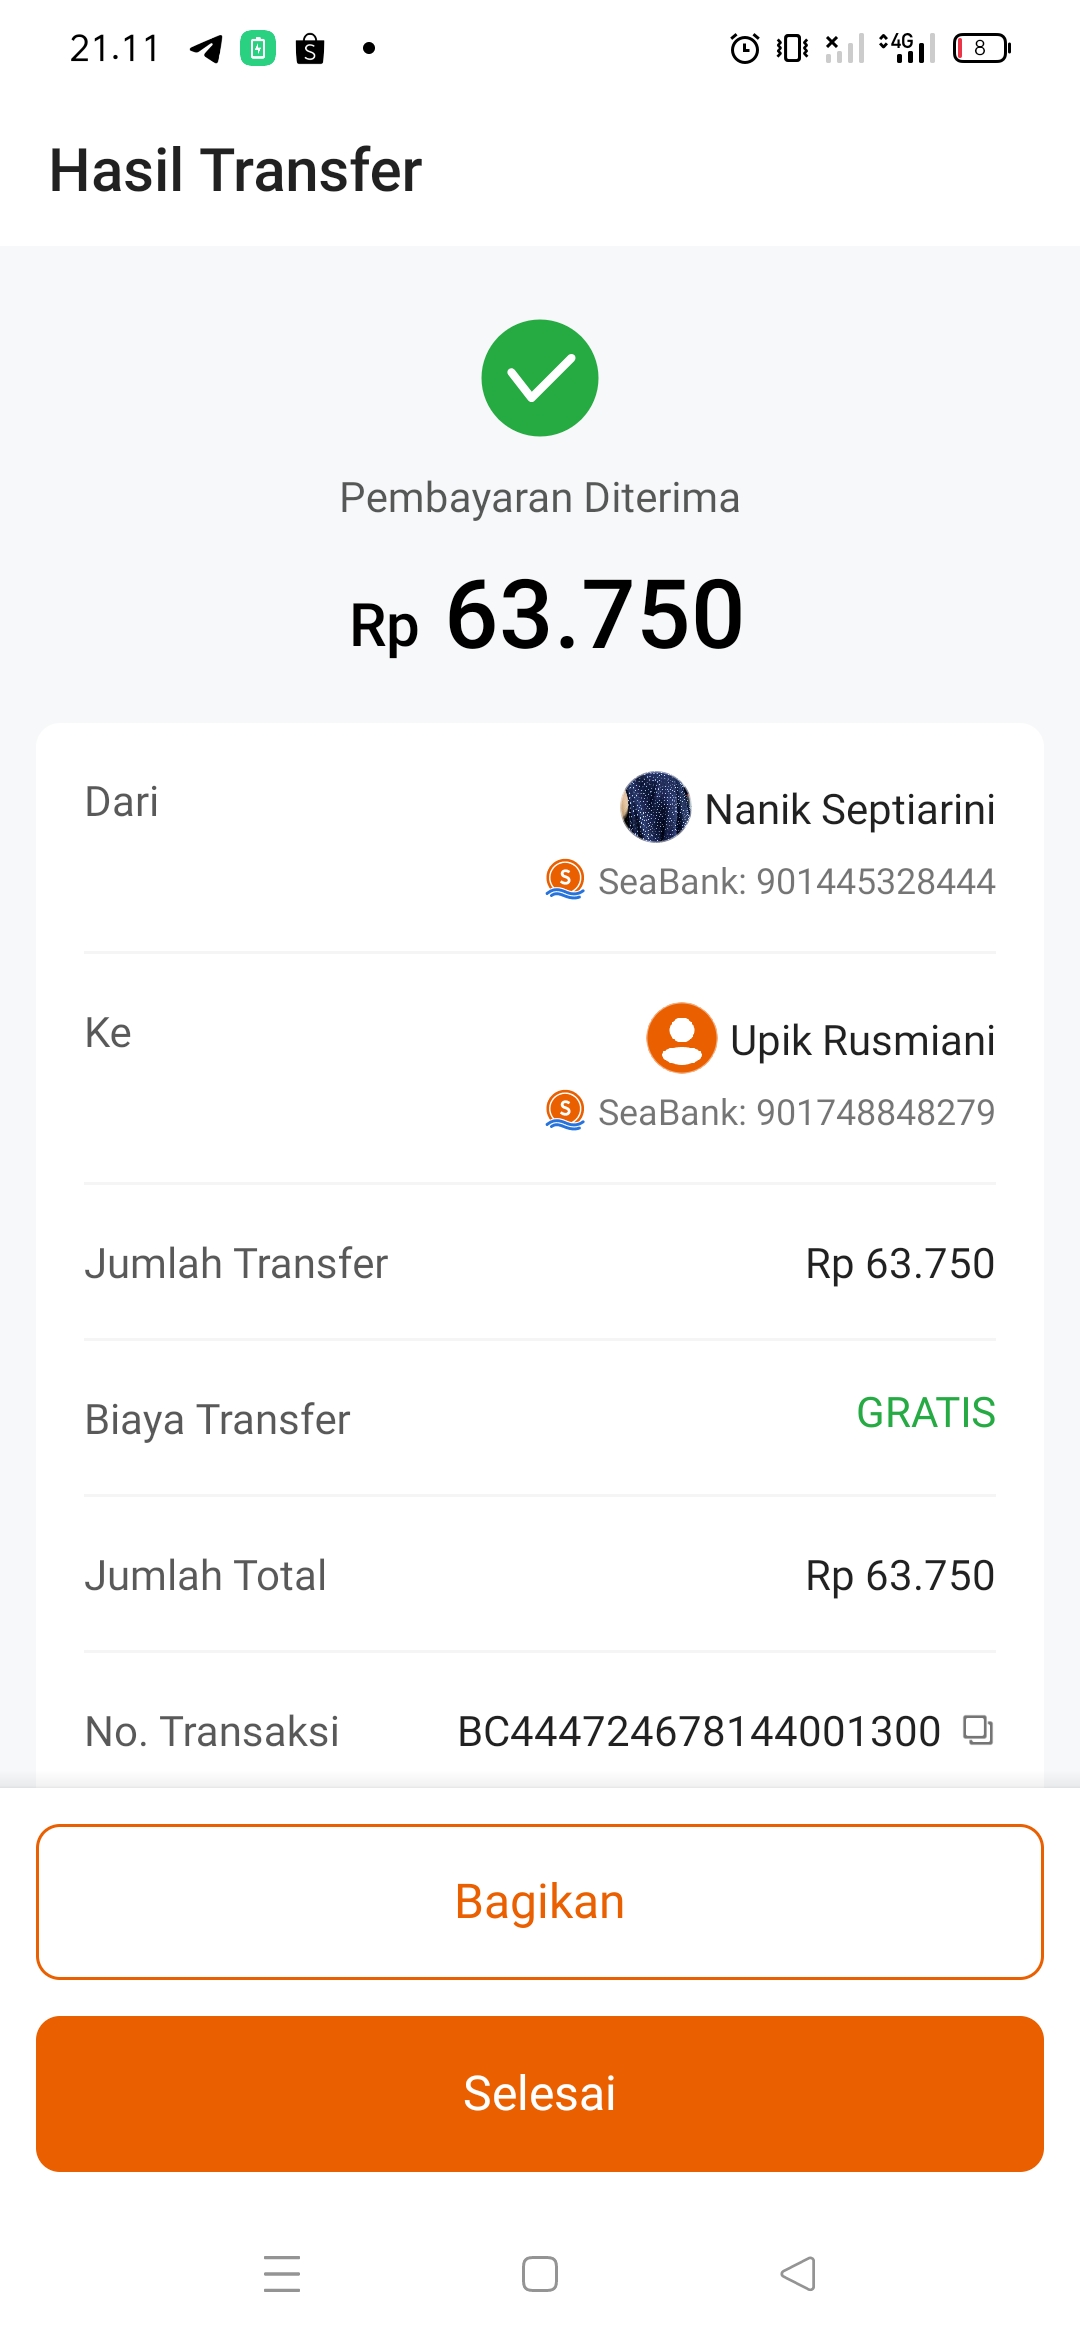 21.11
4G
8
Hasil Transfer
Pembayaran Diterima
Rp 63.750
Dari
Nanik Septiarini
SeaBank: 901445328444
Ke
Upik Rusmiani
SeaBank: 901748848279
Jumlah Transfer Rp 63.750
Biaya Transfer GRATIS
Jumlah Total Rp 63.750
No. Transaksi BC444724678144001300
Bagikan
Selesai